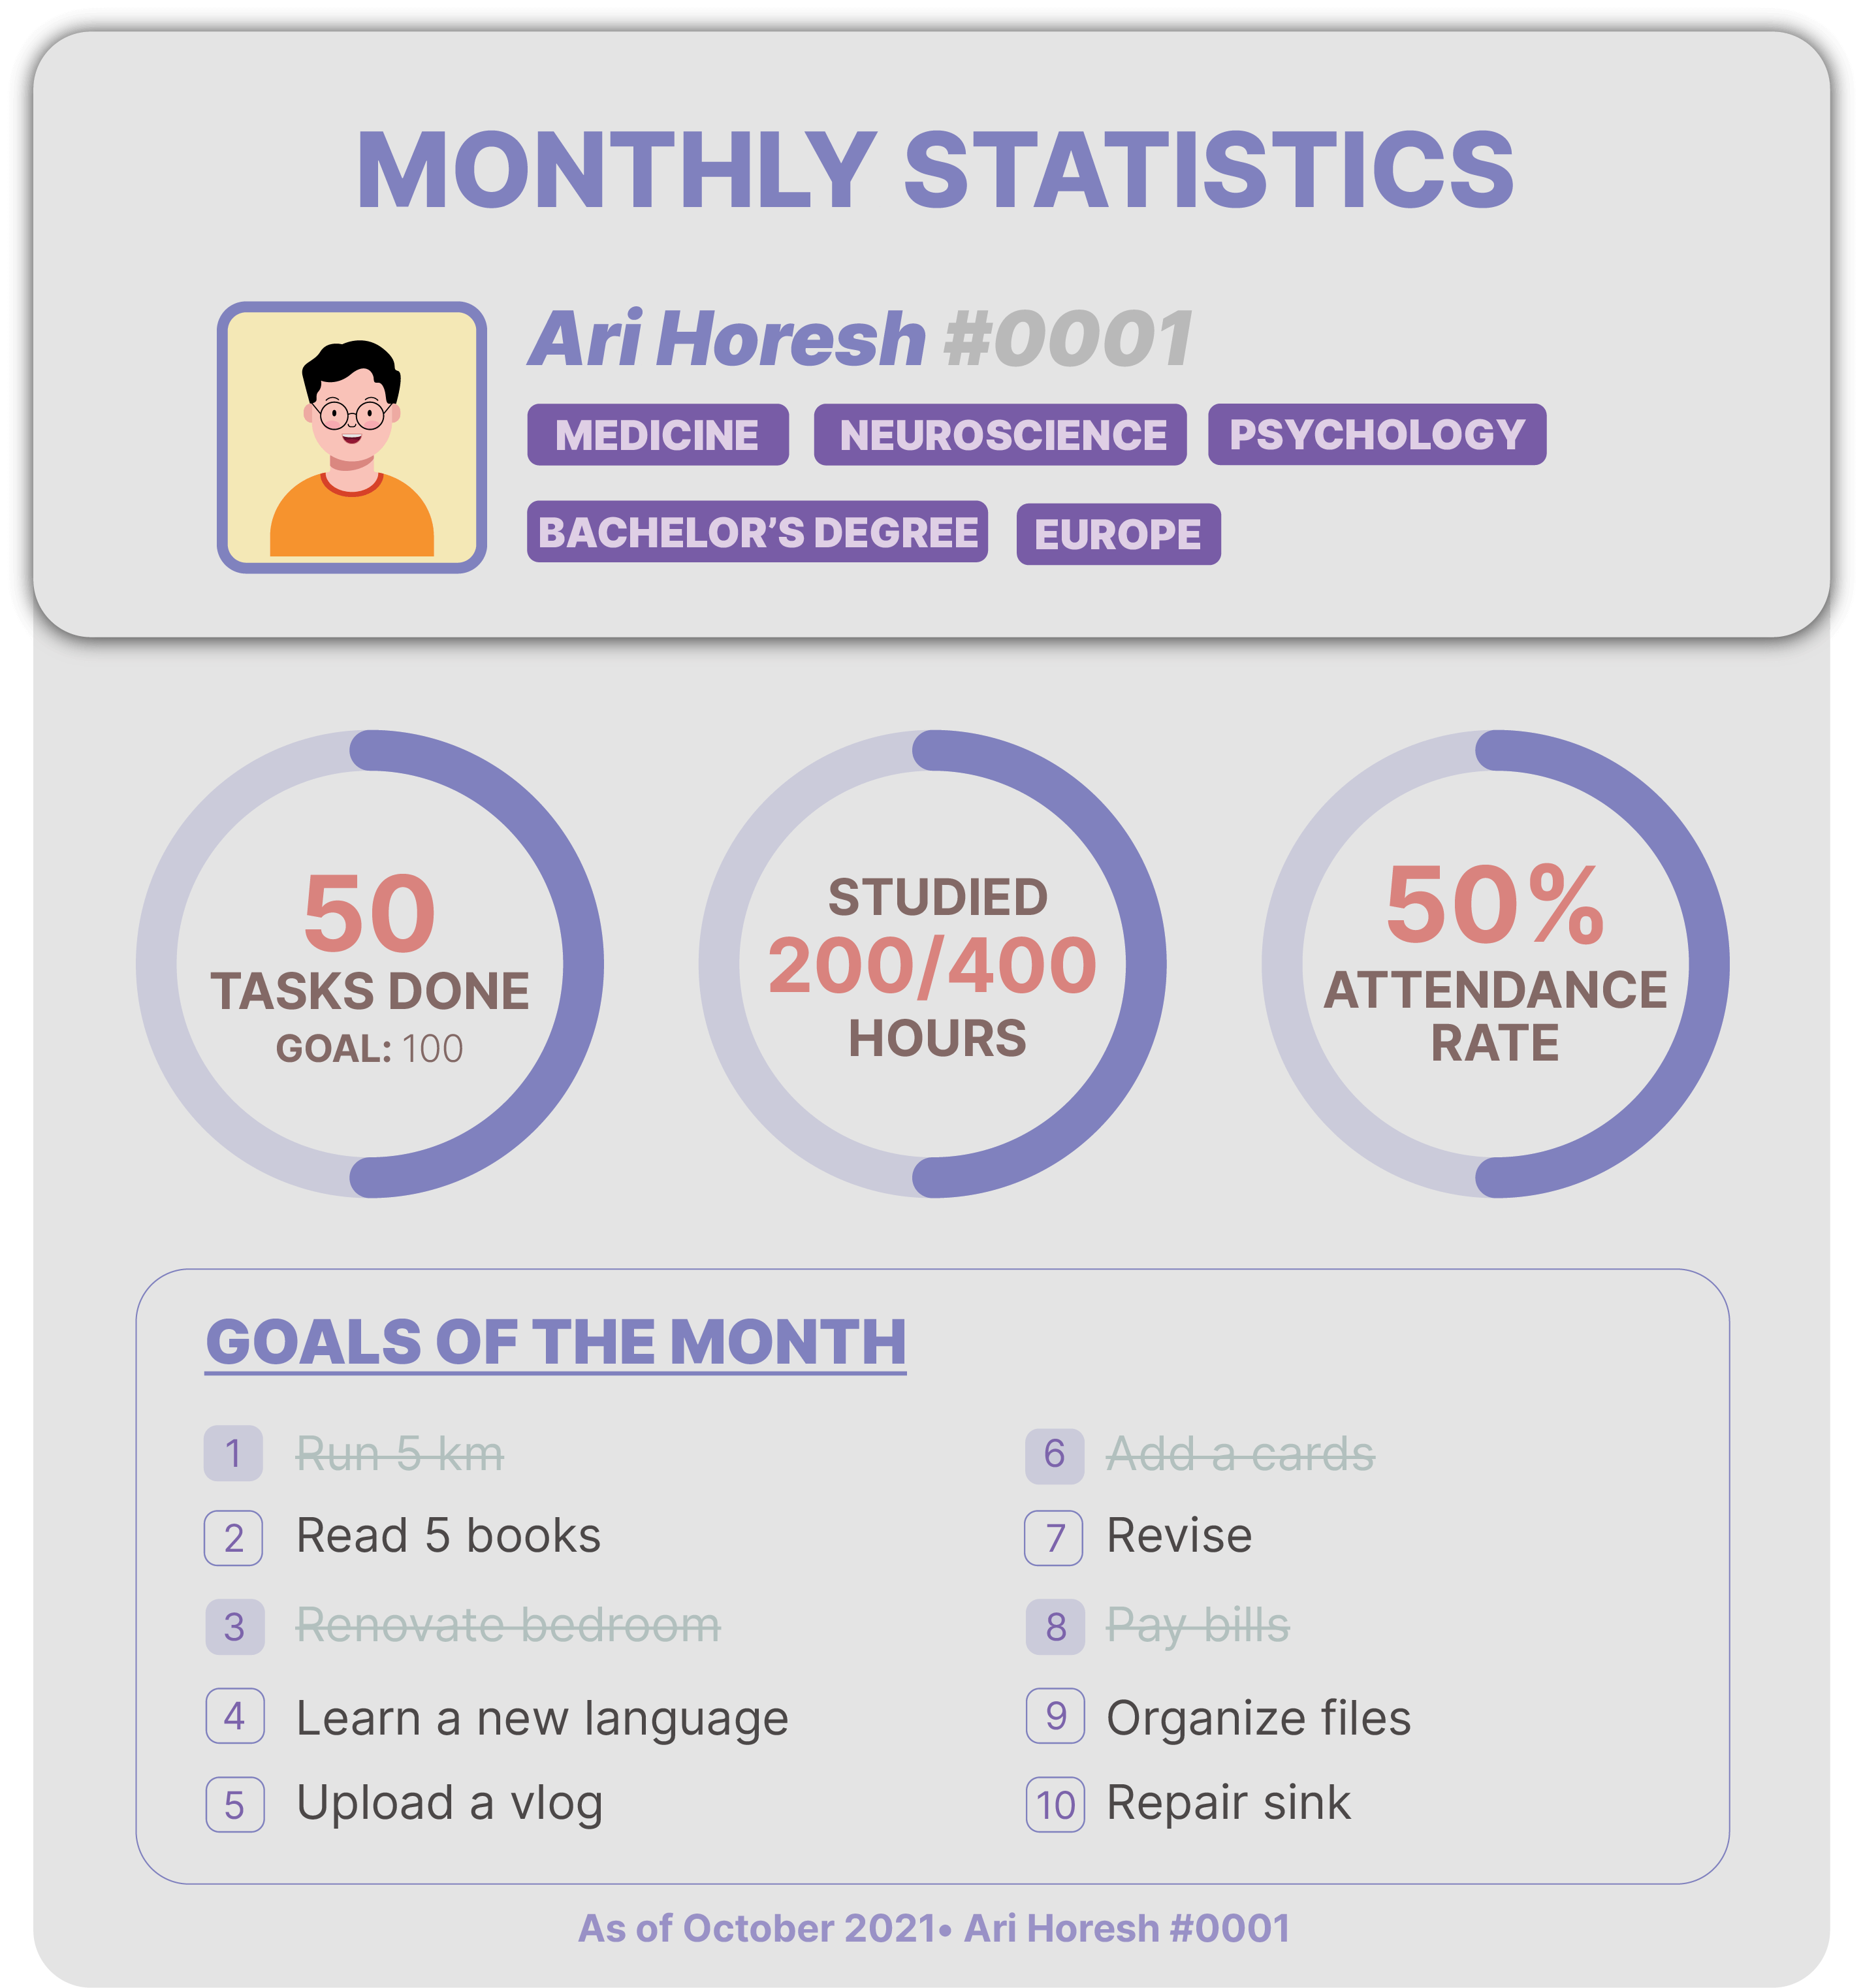 MONTHLY STATISTICS
Ari Horesh #0001
MEDICINE NEUROSCIENCE PSYCHOLOGY
BACHELOR'S DEGREE EUROPE
50
TASKS DONE
GOAL: 100
STUDIED
200/400
HOURS
50%
ATTENDANCE
RATE
GOALS OF THE MONTH
1 Run 5 km
2 Read 5 books
3 Renovate bedroom
4 Learn a new language
5 Upload a vlog
6 Add a cards
7 Revise
8 Pay bills
9 Organize files
10 Repair sink
As of October 2021• Ari Horesh #0001